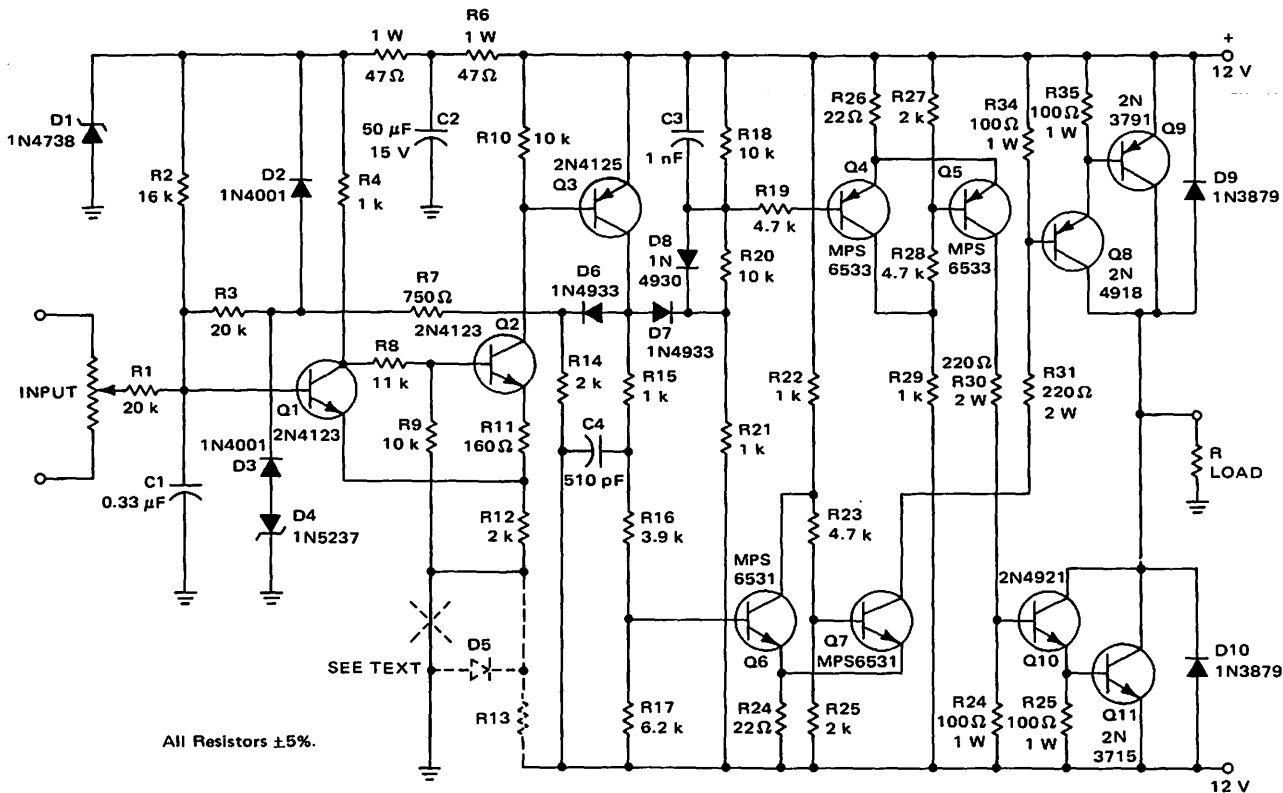 R6
1 W
47Ω
1 W
47Ω
+
12 V
D1
1N4738
R2
16 k
D2
1N4001
R4
1 k
50 μF
15 V
C2
R10
10 k
2N4125
Q3
C3
1 nF
R18
10 k
R19
4.7 k
R26
22Ω
Q4
MPS
6533
R27
2 k
Q5
MPS
6533
R28
4.7 k
R34
100Ω
1 W
R35
100Ω
1 W
2N
3791
Q9
D9
1N3879
Q8
2N
4918
R3
20 k
R7
750Ω
2N4123
Q2
D6
1N4933
D7
1N4933
D8
1N
4930
R20
10 k
INPUT
R1
20 k
Q1
2N4123
R8
11 k
R9
10 k
R11
160Ω
R14
2 k
R15
1 k
C4
510 pF
R21
1 k
R22
1 k
R29
1 k
220Ω
R30
2 W
R31
220Ω
2 W
R
LOAD
1N4001
D3
C1
0.33 μF
D4
1N5237
R12
2 k
R16
3.9 k
R23
4.7 k
MPS
6531
Q6
Q7
MPS6531
2N4921
Q10
D10
1N3879
SEE TEXT
D5
R13
R17
6.2 k
R24
22Ω
R25
2 k
R24
100Ω
1 W
R25
100Ω
1 W
Q11
2N
3715
All Resistors ±5%.
12 V